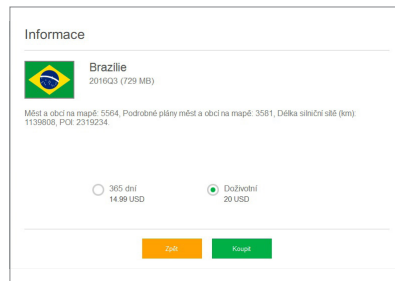 Informace
Brazilie
2016Q3 (729 MB)
Měst a obcí na mapě: 5564, Podrobné plány měst a obcí na mapě: 3581, Délka silniční sítě (km):
1139808, POI: 2319234.
365 dní
14.99 USD
Doživotní
20 USD
Zpět
Koupit